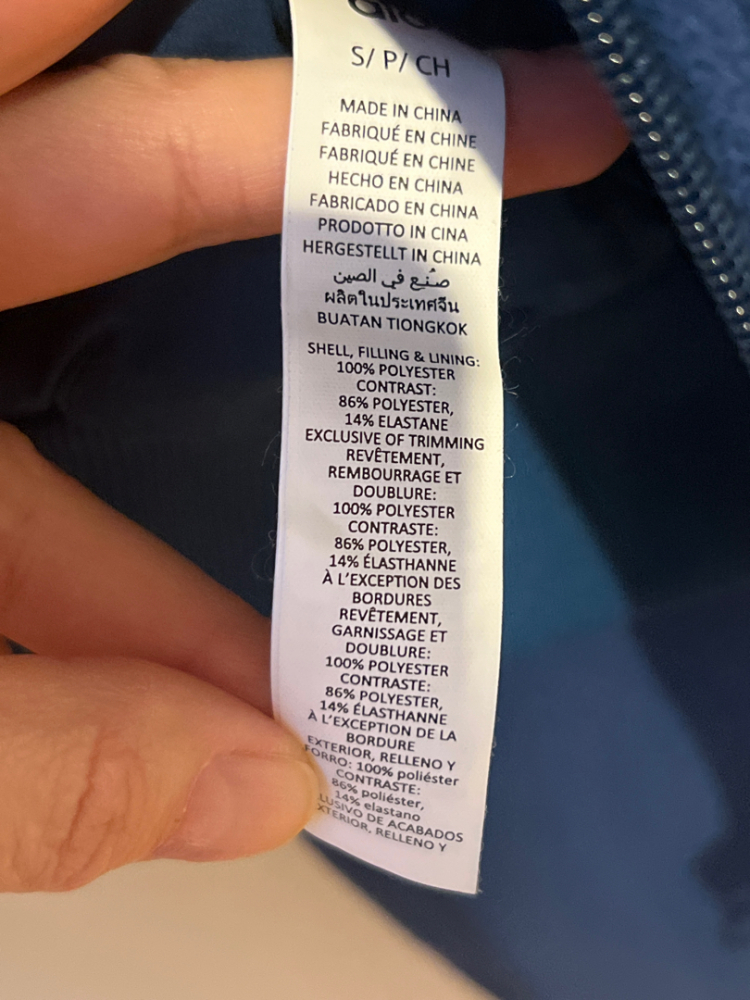 S/ P/ CH
MADE IN CHINA
FABRIQUÉ EN CHINE
FABRIQUÉ EN CHINE
HECHO EN CHINA
FABRICADO EN CHINA
PRODOTTO IN CINA
HERGESTELLT IN CHINA
صُنع في الصين
ผลิตในประเทศจีน
BUATAN TIONGKOK
SHELL, FILLING & LINING:
100% POLYESTER
CONTRAST:
86% POLYESTER,
14% ELASTANE
EXCLUSIVE OF TRIMMING
REVÊTEMENT,
REMBOURRAGE ET
DOUBLURE:
100% POLYESTER
CONTRASTE:
86% POLYESTER,
14% ÉLASTHANNE
À L'EXCEPTION DES
BORDURES
REVÊTEMENT,
GARNISSAGE ET
DOUBLURE:
100% POLYESTER
CONTRASTE:
86% POLYESTER,
14% ÉLASTHANNE
À L'EXCEPTION DE LA
BORDURE
EXTERIOR, RELLENO Y
FORRO: 100% poliéster
CONTRASTE:
86% poliéster,
14% elastano
DE ACABADOS
RELLENO Y